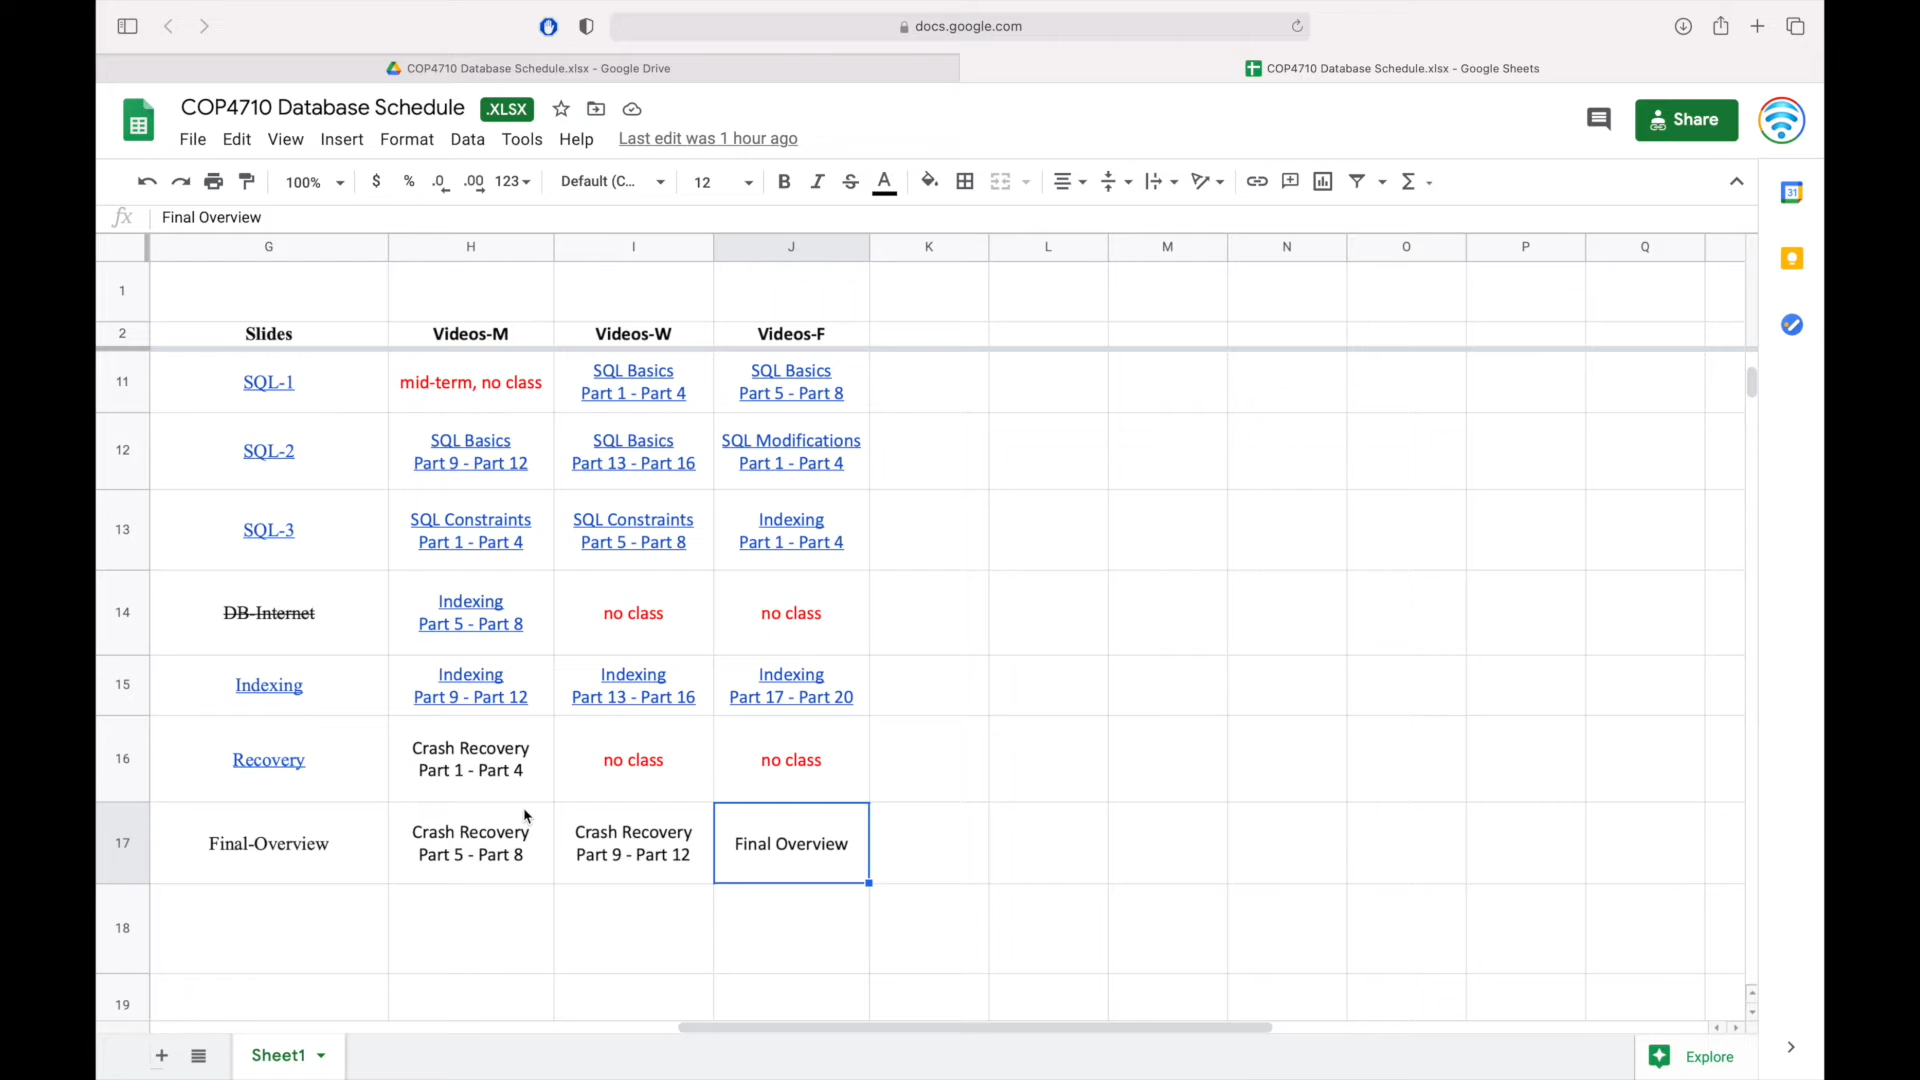 docs.google.com
COP4710 Database Schedule.xlsx - Google Drive
COP4710 Database Schedule.xlsx - Google Sheets
COP4710 Database Schedule .XLSX
Share
File Edit View Insert Format Data Tools Help Last edit was 1 hour ago
100% $ % .0 .00 123 Default (C... 12 B I S A Σ
31
fx Final Overview
G H I J K L M N O P Q
1
2 Slides Videos-M Videos-W Videos-F
11 SQL-1 mid-term, no class SQL Basics Part 1 - Part 4 SQL Basics Part 5 - Part 8
12 SQL-2 SQL Basics Part 9 - Part 12 SQL Basics Part 13 - Part 16 SQL Modifications Part 1 - Part 4
13 SQL-3 SQL Constraints Part 1 - Part 4 SQL Constraints Part 5 - Part 8 Indexing Part 1 - Part 4
14 DB-Internet Indexing Part 5 - Part 8 no class no class
15 Indexing Indexing Part 9 - Part 12 Indexing Part 13 - Part 16 Indexing Part 17 - Part 20
16 Recovery Crash Recovery Part 1 - Part 4 no class no class
17 Final-Overview Crash Recovery Part 5 - Part 8 Crash Recovery Part 9 - Part 12 Final Overview
18
19
Sheet1
Explore